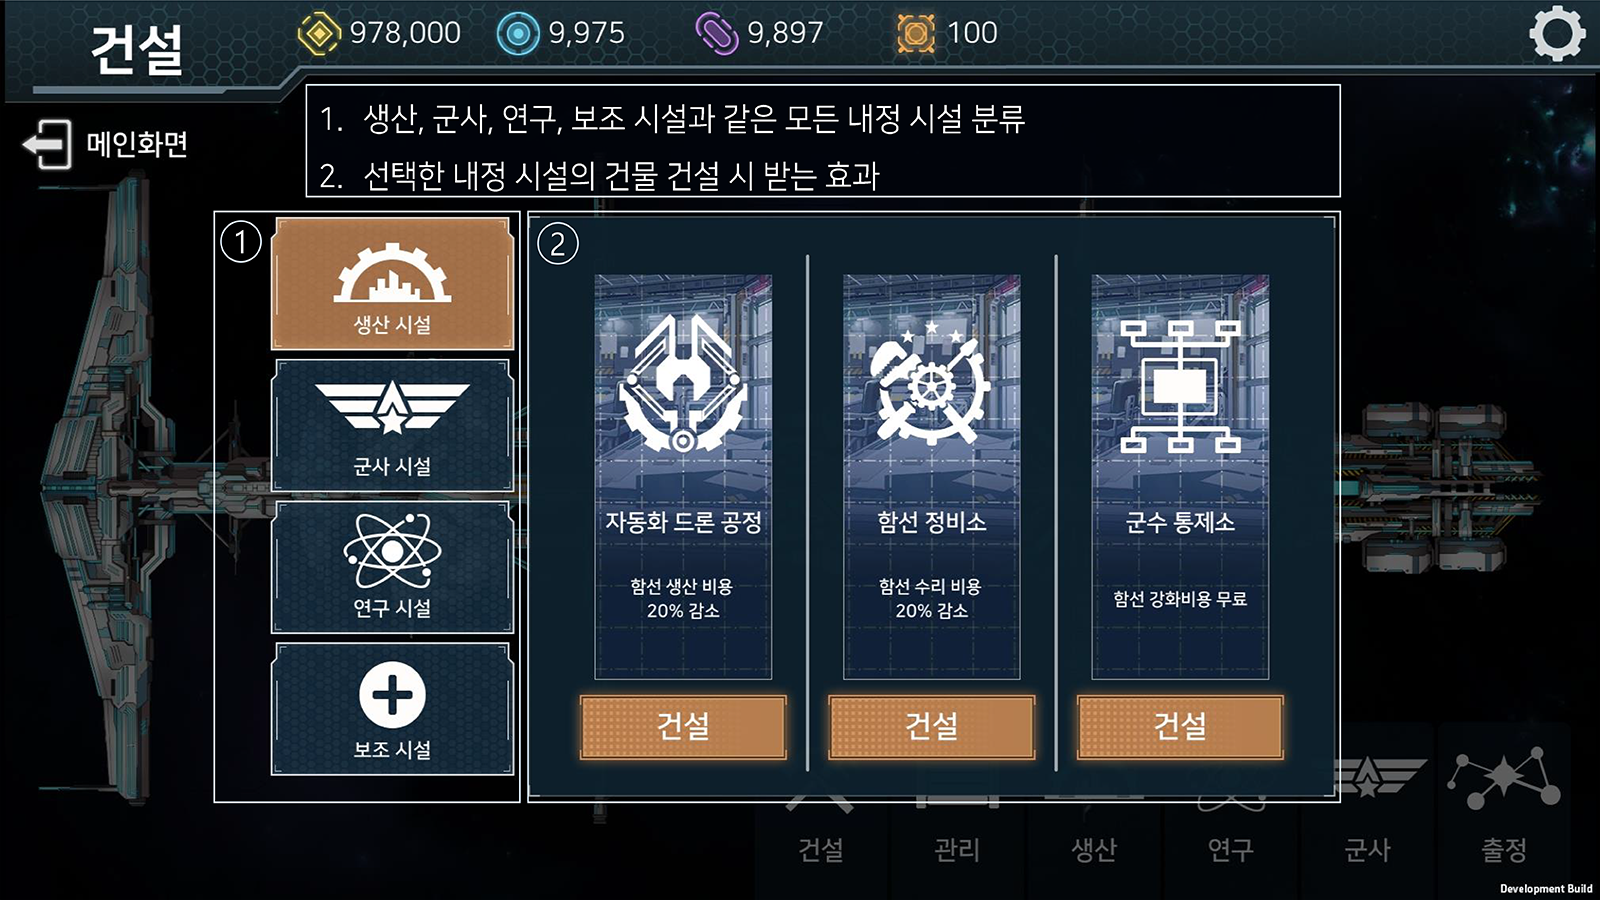 건설
978,000
9,975
9,897
100
1. 생산, 군사, 연구, 보조 시설과 같은 모든 내정 시설 분류
2. 선택한 내정 시설의 건물 건설 시 받는 효과
메인화면
①
생산 시설
군사 시설
연구 시설
보조 시설
②
자동화 드론 공정
함선 생산 비용
20% 감소
건설
함선 정비소
함선 수리 비용
20% 감소
건설
군수 통제소
함선 강화비용 무료
건설
건설
관리
생산
연구
군사
출정
Development Build